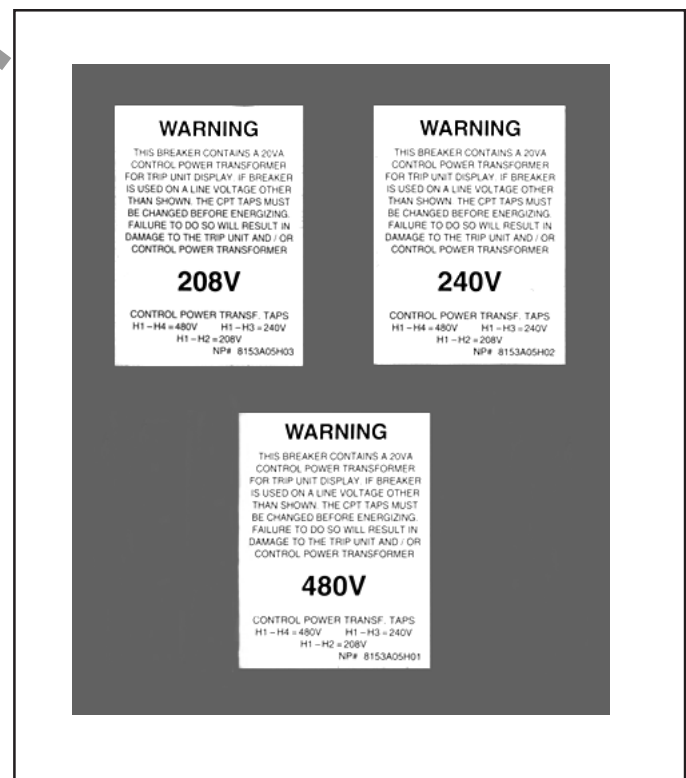 WARNING
THIS BREAKER CONTAINS A 20VA
CONTROL POWER TRANSFORMER
FOR TRIP UNIT DISPLAY. IF BREAKER
IS USED ON A LINE VOLTAGE OTHER
THAN SHOWN. THE CPT TAPS MUST
BE CHANGED BEFORE ENERGIZING.
FAILURE TO DO SO WILL RESULT IN
DAMAGE TO THE TRIP UNIT AND / OR
CONTROL POWER TRANSFORMER
208V
CONTROL POWER TRANSF. TAPS
H1 – H4 = 480V H1 – H3 = 240V
H1 – H2 = 208V
NP# 8153A05H03
WARNING
THIS BREAKER CONTAINS A 20VA
CONTROL POWER TRANSFORMER
FOR TRIP UNIT DISPLAY. IF BREAKER
IS USED ON A LINE VOLTAGE OTHER
THAN SHOWN. THE CPT TAPS MUST
BE CHANGED BEFORE ENERGIZING.
FAILURE TO DO SO WILL RESULT IN
DAMAGE TO THE TRIP UNIT AND / OR
CONTROL POWER TRANSFORMER
240V
CONTROL POWER TRANSF. TAPS
H1 – H4 = 480V H1 – H3 = 240V
H1 – H2 = 208V
NP# 8153A05H02
WARNING
THIS BREAKER CONTAINS A 20VA
CONTROL POWER TRANSFORMER
FOR TRIP UNIT DISPLAY. IF BREAKER
IS USED ON A LINE VOLTAGE OTHER
THAN SHOWN. THE CPT TAPS MUST
BE CHANGED BEFORE ENERGIZING.
FAILURE TO DO SO WILL RESULT IN
DAMAGE TO THE TRIP UNIT AND / OR
CONTROL POWER TRANSFORMER
480V
CONTROL POWER TRANSF. TAPS
H1 – H4 = 480V H1 – H3 = 240V
H1 – H2 = 208V
NP# 8153A05H01